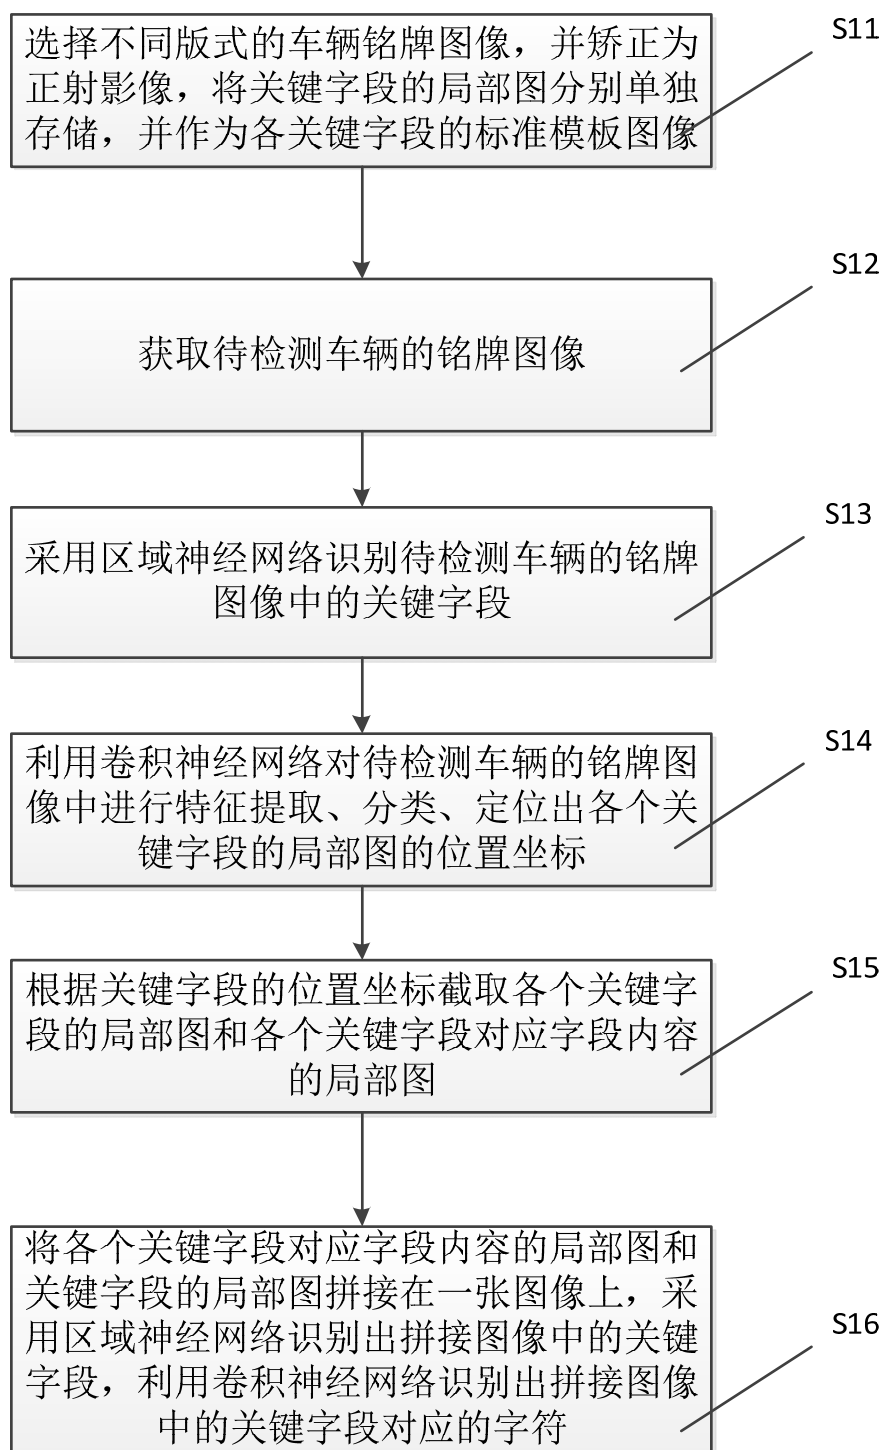 S11
选择不同版式的车辆铭牌图像，并矫正为
正射影像，将关键字段的局部图分别单独
存储，并作为各关键字段的标准模板图像
S12
获取待检测车辆的铭牌图像
S13
采用区域神经网络识别待检测车辆的铭牌
图像中的关键字段
S14
利用卷积神经网络对待检测车辆的铭牌图
像中进行特征提取、分类、定位出各个关
键字段的局部图的位置坐标
S15
根据关键字段的位置坐标截取各个关键字
段的局部图和各个关键字段对应字段内容
的局部图
S16
将各个关键字段对应字段内容的局部图和
关键字段的局部图拼接在一张图像上，采
用区域神经网络识别出拼接图像中的关键
字段，利用卷积神经网络识别出拼接图像
中的关键字段对应的字符